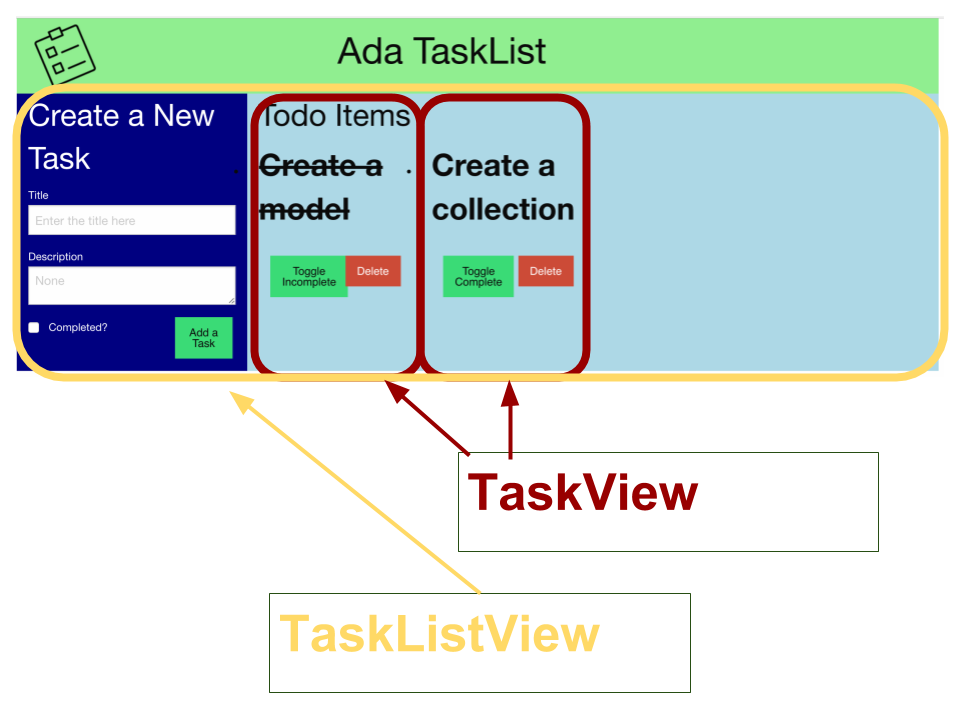 Ada TaskList
Create a New
Task
Title
Enter the title here
Description
None
Completed?
Add a
Task
Todo Items
Create a
model
Toggle
Incomplete
Delete
Create a
collection
Toggle
Complete
Delete
TaskView
TaskListView